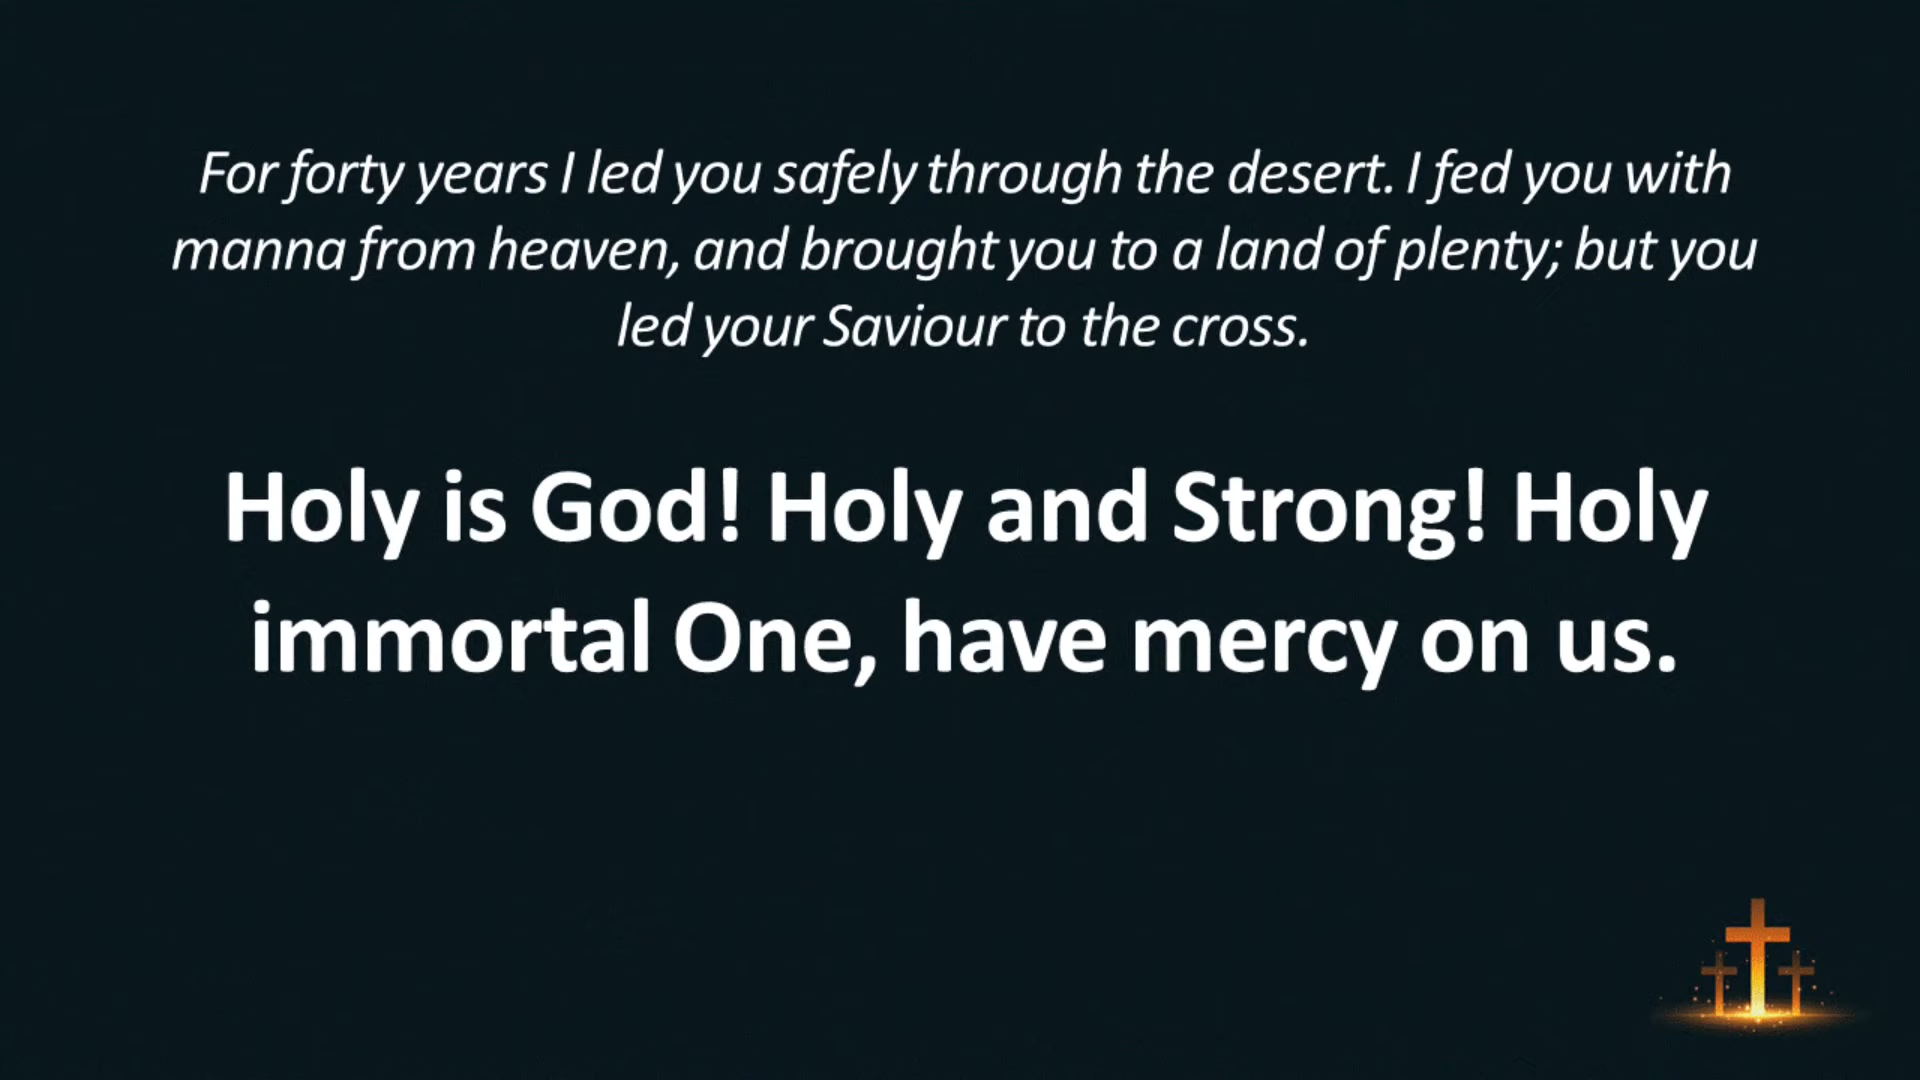 For forty years I led you safely through the desert. I fed you with
manna from heaven, and brought you to a land of plenty; but you
led your Saviour to the cross.
Holy is God! Holy and Strong! Holy
immortal One, have mercy on us.